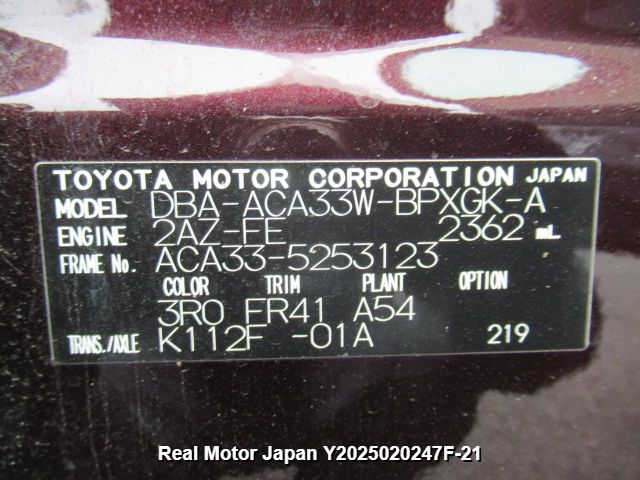 TOYOTA MOTOR CORPORATION JAPAN
MODEL DBA-ACA33W-BPXGK-A
ENGINE 2AZ-FE 2362 mL
FRAME No. ACA33-5253123
COLOR TRIM PLANT OPTION
3R0 FR41 A54
TRANS./AXLE K112F -01A 219
Real Motor Japan Y2025020247F-21